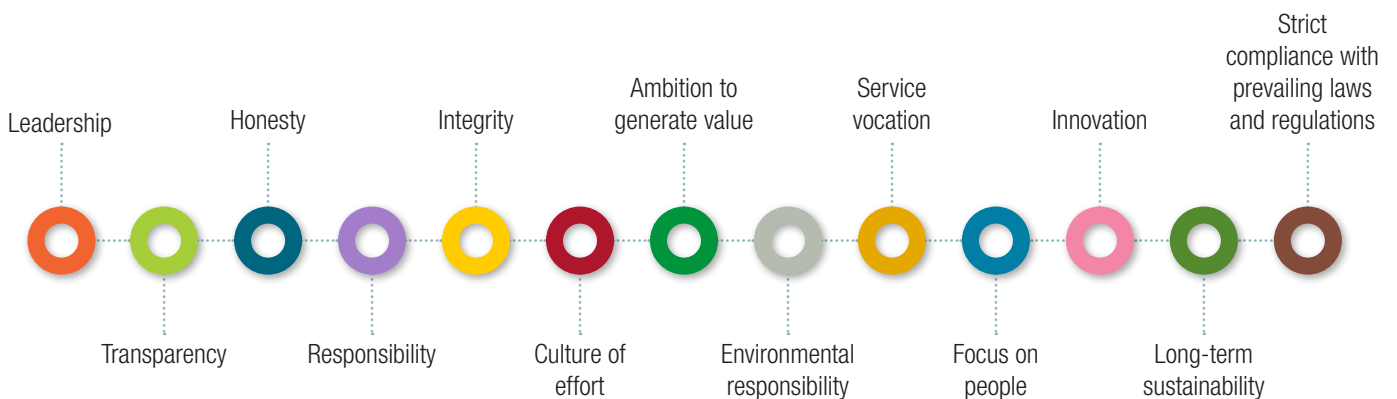 Leadership
Transparency
Honesty
Responsibility
Integrity
Culture of
effort
Ambition to
generate value
Environmental
responsibility
Service
vocation
Focus on
people
Innovation
Long-term
sustainability
Strict
compliance with
prevailing laws
and regulations